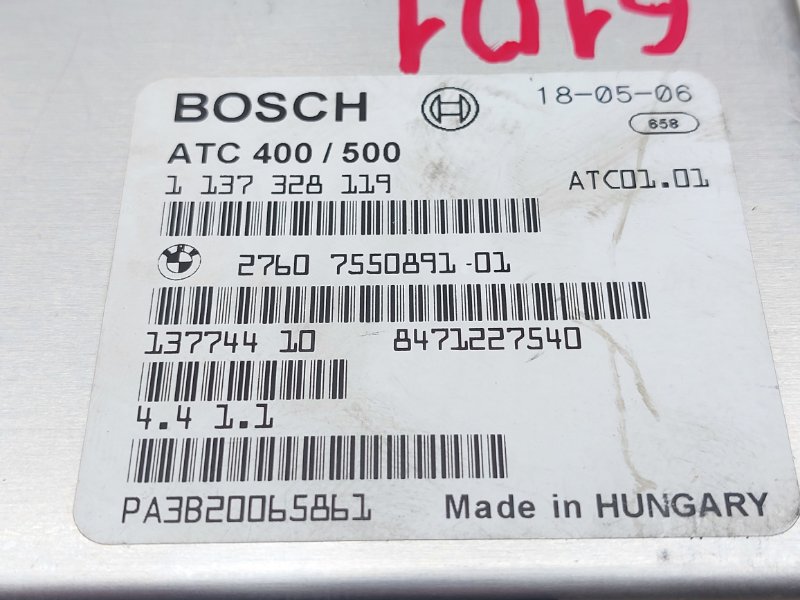 6101
BOSCH
18-05-06
658
ATC 400 / 500
1 137 328 119
ATC01.01
2760 7550891-01
137744 10 8471227540
4.4 1.1
PA3B20065861
Made in HUNGARY